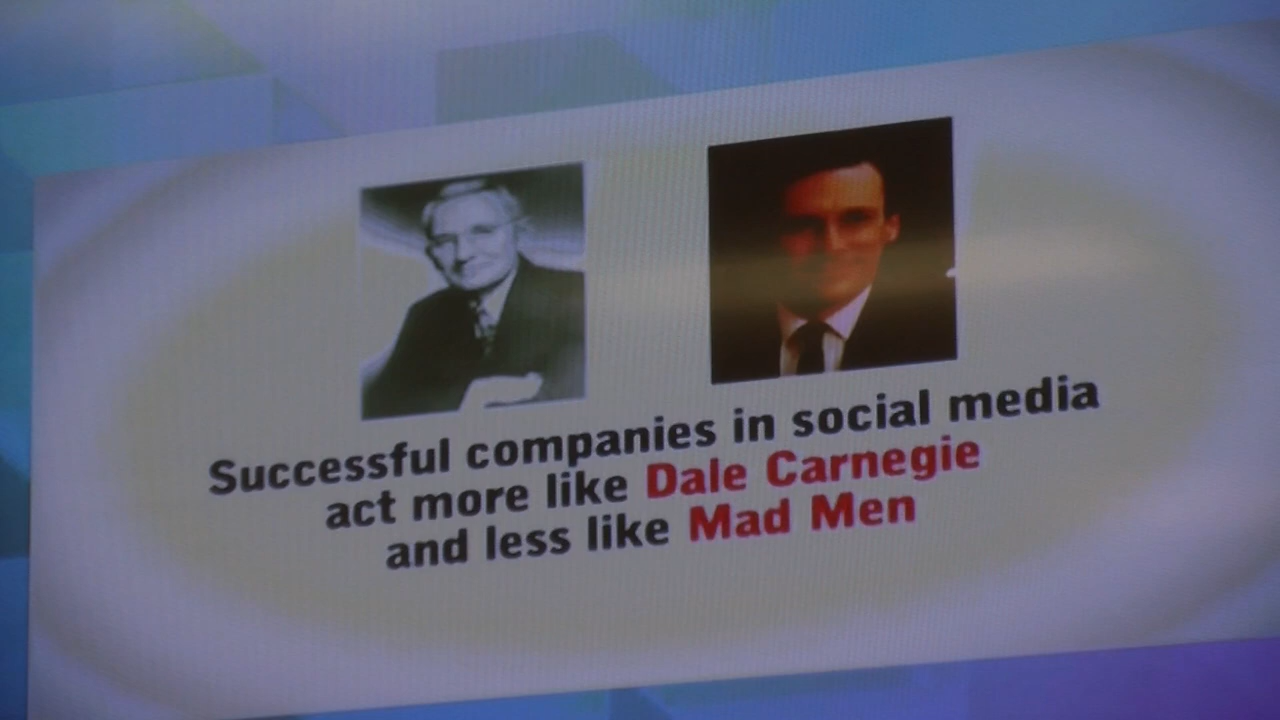 Successful companies in social media
act more like Dale Carnegie
and less like Mad Men